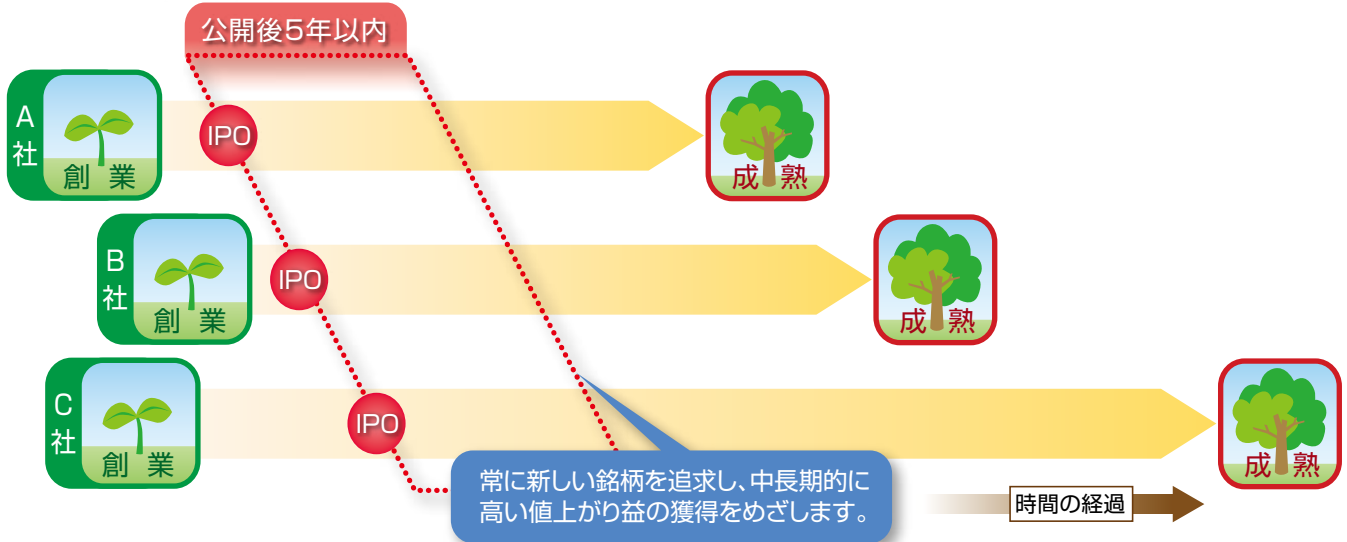 公開後5年以内
A社
創業
IPO
成熟
B社
創業
IPO
成熟
C社
創業
IPO
成熟
常に新しい銘柄を追求し、中長期的に
高い値上がり益の獲得をめざします。
時間の経過